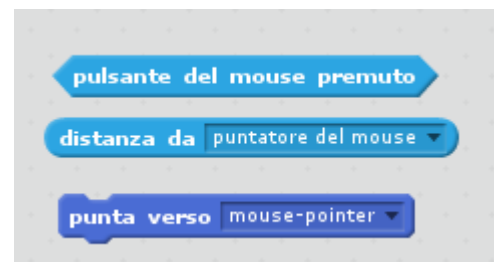 pulsante del mouse premuto
distanza da puntatore del mouse
punta verso mouse-pointer